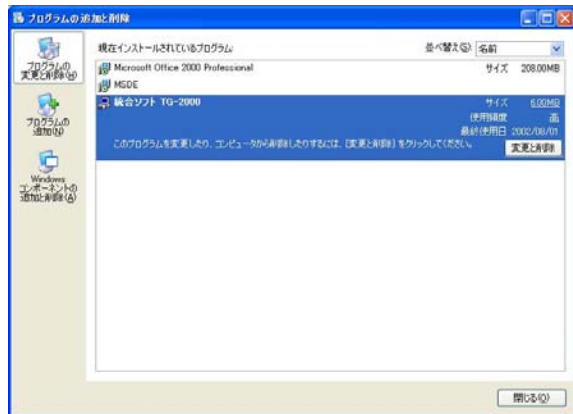 プログラムの追加と削除
プログラムの
変更と削除(H)
プログラムの
追加(N)
Windows
コンポーネントの
追加と削除(A)
現在インストールされているプログラム:
並べ替え(S): 名前
Microsoft Office 2000 Professional
サイズ 208.00MB
MSDE
統合ソフト TG-2000
サイズ 6.00MB
使用頻度 高
最終使用日 2002/08/01
このプログラムを変更したり、コンピュータから削除したりするには、[変更と削除] をクリックしてください。
変更と削除
閉じる(O)